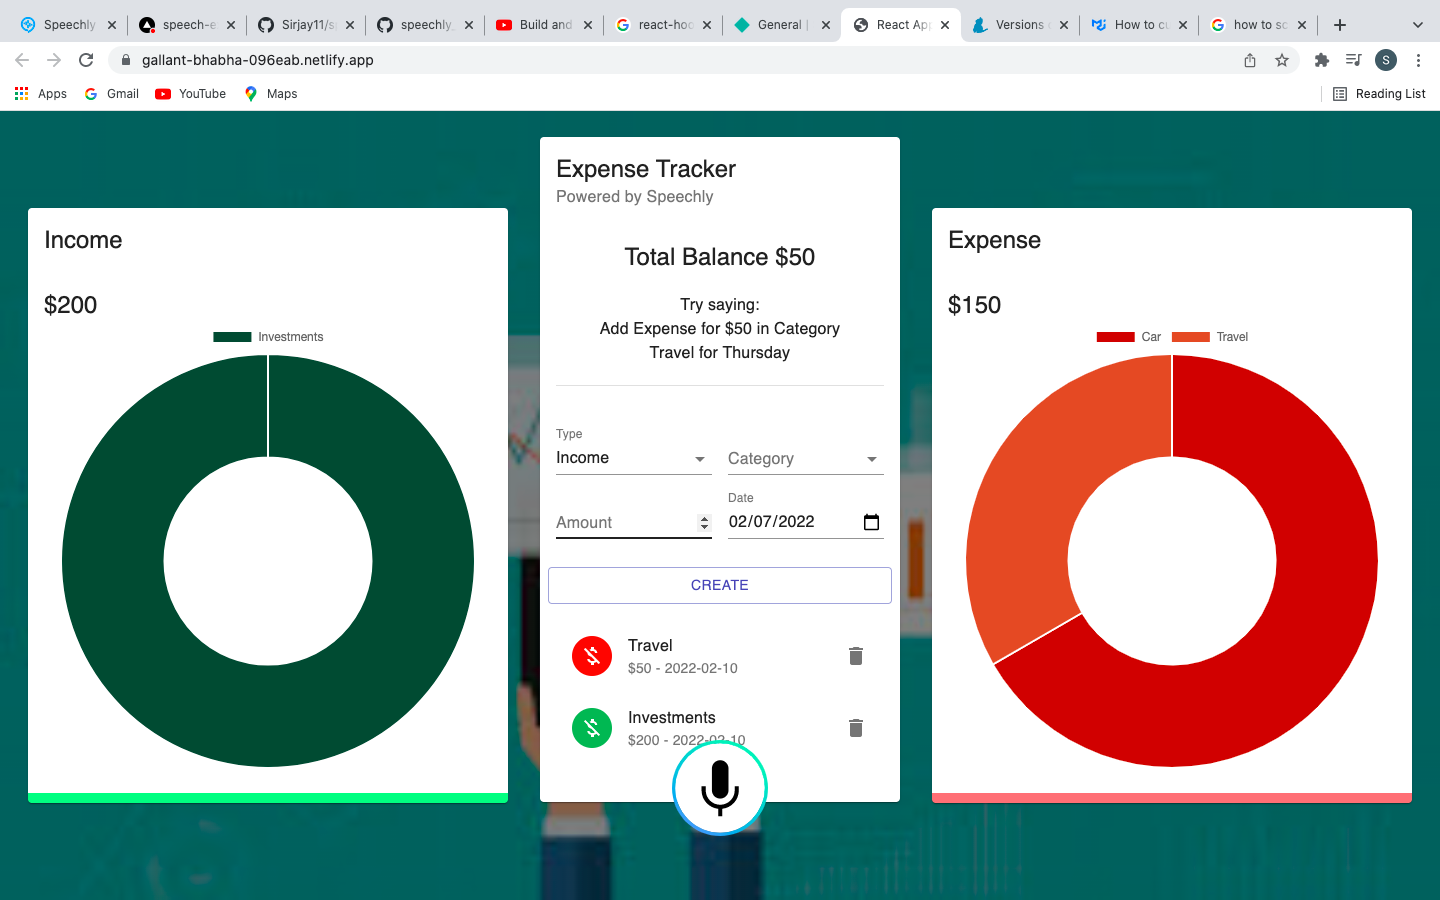 Speechly
speech-e
Sirjay11/s
speechly_
Build and
react-hoo
General |
React App
Versions
How to cu
how to sc
gallant-bhabha-096eab.netlify.app
S
Apps
Gmail
YouTube
Maps
Reading List
Income
$200
Investments
Expense Tracker
Powered by Speechly
Total Balance $50
Try saying:
Add Expense for $50 in Category
Travel for Thursday
Type
Income
Category
Amount
Date
02/07/2022
CREATE
Travel
$50 - 2022-02-10
Investments
$200 - 2022-02-10
Expense
$150
Car
Travel